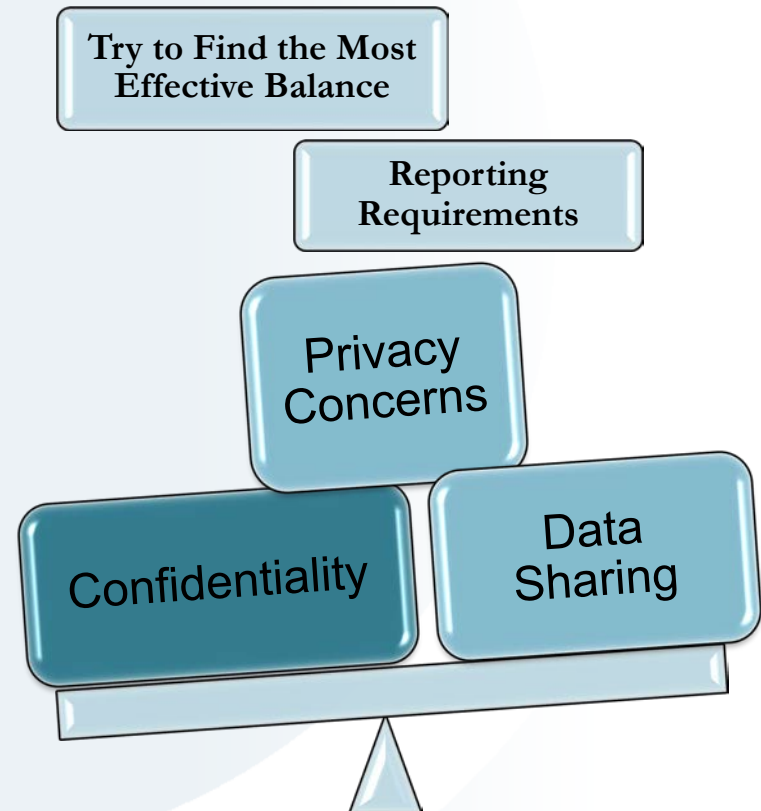 Try to Find the Most
Effective Balance
Reporting
Requirements
Privacy
Concerns
Confidentiality
Data
Sharing